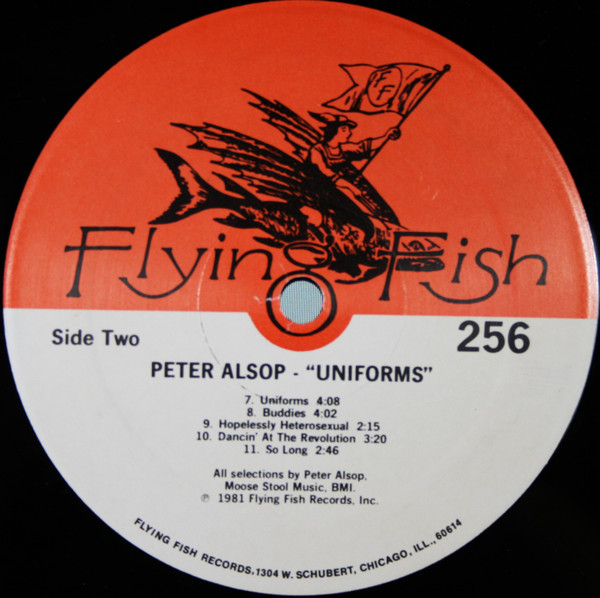 FF
Flying Fish
Side Two
256
PETER ALSOP - “UNIFORMS”
7. Uniforms 4:08
8. Buddies 4:02
9. Hopelessly Heterosexual 2:15
10. Dancin' At The Revolution 3:20
11. So Long 2:46
All selections by Peter Alsop,
Moose Stool Music, BMI.
℗ 1981 Flying Fish Records, Inc.
FLYING FISH RECORDS, 1304 W. SCHUBERT, CHICAGO, ILL., 60614